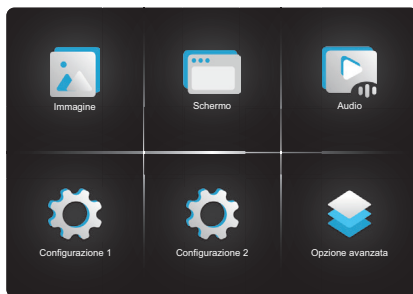 Immagine
Schermo
Audio
Configurazione 1
Configurazione 2
Opzione avanzata